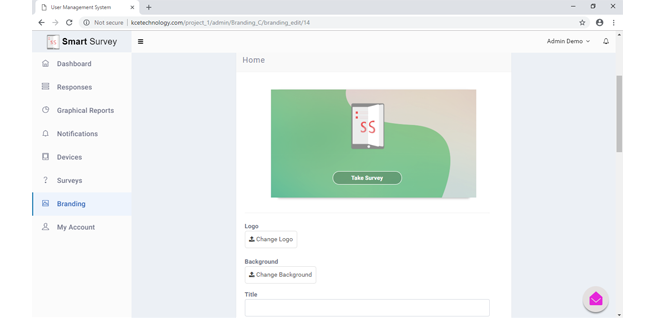 User Management System
Not secure | kcetechnology.com/project_1/admin/Branding_C/branding_edit/14
SS Smart Survey
Admin Demo
Dashboard
Responses
Graphical Reports
Notifications
Devices
Surveys
Branding
My Account
Home
SS
Take Survey
Logo
Change Logo
Background
Change Background
Title